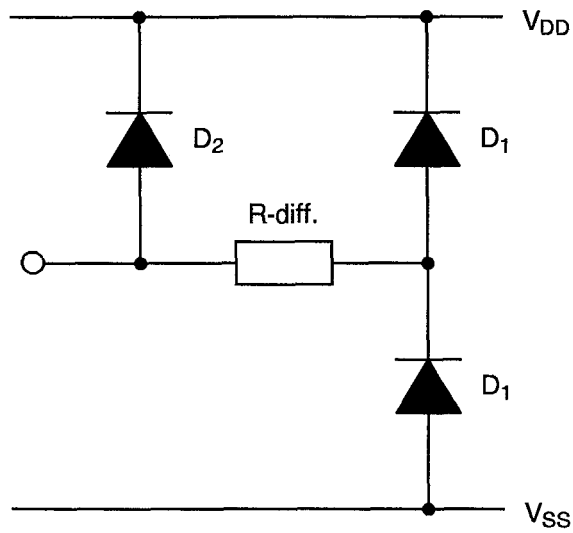 V_DD
D_2
D_1
R-diff.
D_1
V_SS